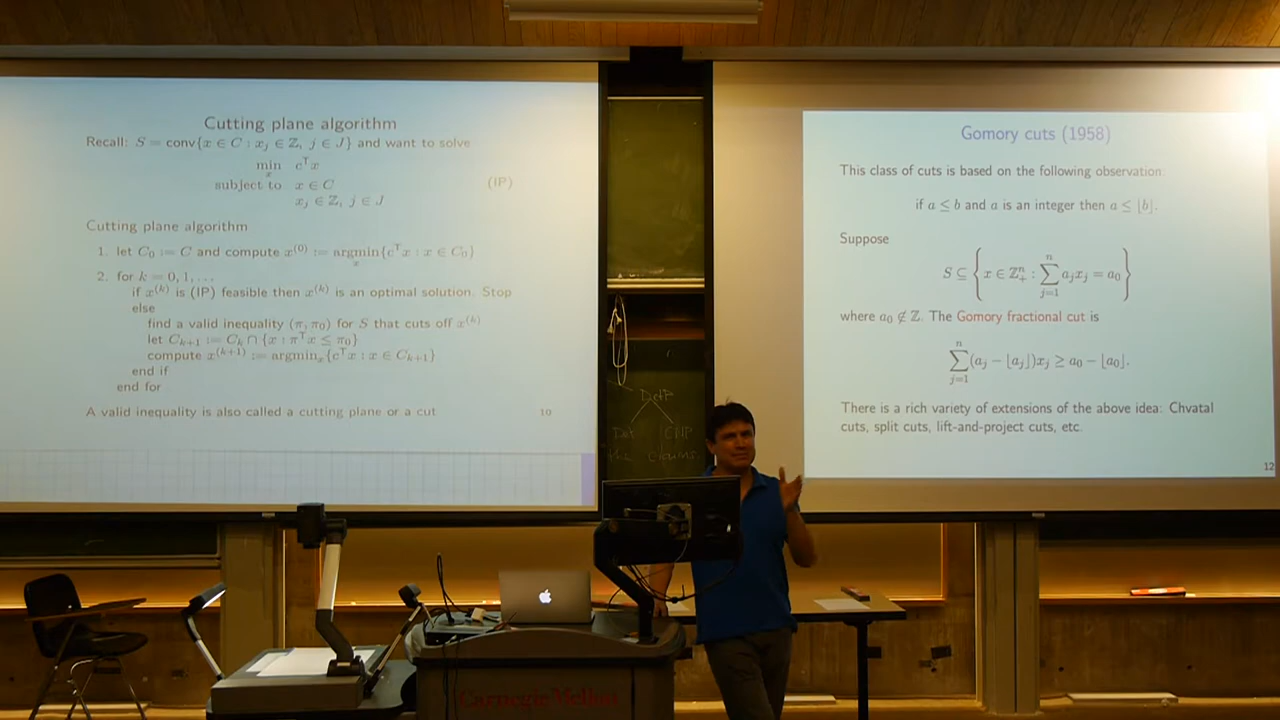 Cutting plane algorithm
Recall: S = conv{x ∈ C : x_j ∈ ℤ, j ∈ J} and want to solve
min_x c^T x
subject to x ∈ C (IP)
x_j ∈ ℤ, j ∈ J
Cutting plane algorithm
1. let C_0 := C and compute x^(0) := argmin_x{c^T x : x ∈ C_0}
2. for k = 0, 1, . . .
if x^(k) is (IP) feasible then x^(k) is an optimal solution. Stop
else
find a valid inequality (π, π_0) for S that cuts off x^(k)
let C_{k+1} := C_k ∩ {x : π^T x ≤ π_0}
compute x^(k+1) := argmin_x{c^T x : x ∈ C_{k+1}}
end if
end for
A valid inequality is also called a cutting plane or a cut 10
Gomory cuts (1958)
This class of cuts is based on the following observation:
if a ≤ b and a is an integer then a ≤ ⌊b⌋.
Suppose
S ⊆ { x ∈ ℤ^n_+ : ∑_{j=1}^n a_j x_j = a_0 }
where a_0 ∉ ℤ. The Gomory fractional cut is
∑_{j=1}^n (a_j − ⌊a_j⌋)x_j ≥ a_0 − ⌊a_0⌋.
There is a rich variety of extensions of the above idea: Chvatal
cuts, split cuts, lift-and-project cuts, etc.
12
DetP
Det
Carnegie Mellon